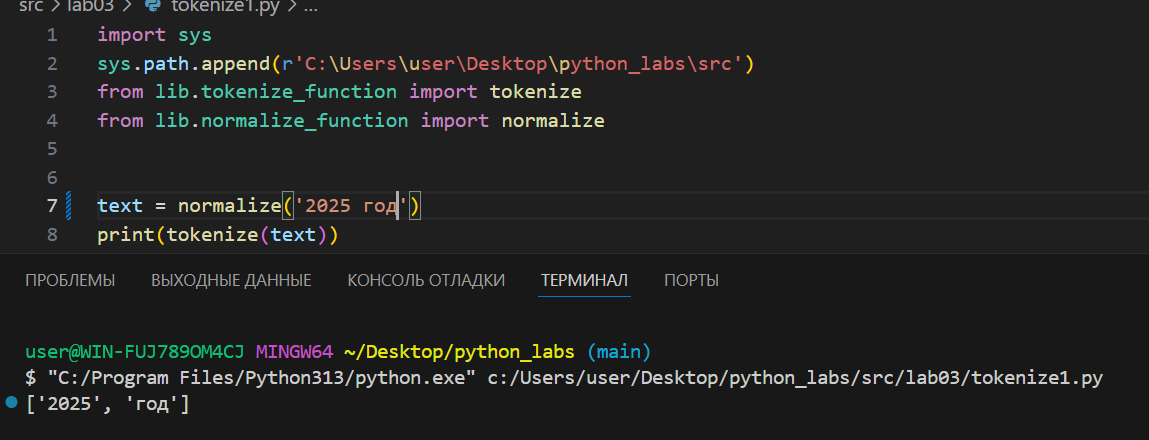 src > lab03 > tokenize1.py > ...
1 import sys
2 sys.path.append(r'C:\Users\user\Desktop\python_labs\src')
3 from lib.tokenize_function import tokenize
4 from lib.normalize_function import normalize
5
6
7 text = normalize('2025 год')
8 print(tokenize(text))
ПРОБЛЕМЫ ВЫХОДНЫЕ ДАННЫЕ КОНСОЛЬ ОТЛАДКИ ТЕРМИНАЛ ПОРТЫ
user@WIN-FUJ789OM4CJ MINGW64 ~/Desktop/python_labs (main)
$ "C:/Program Files/Python313/python.exe" c:/Users/user/Desktop/python_labs/src/lab03/tokenize1.py
['2025', 'год']